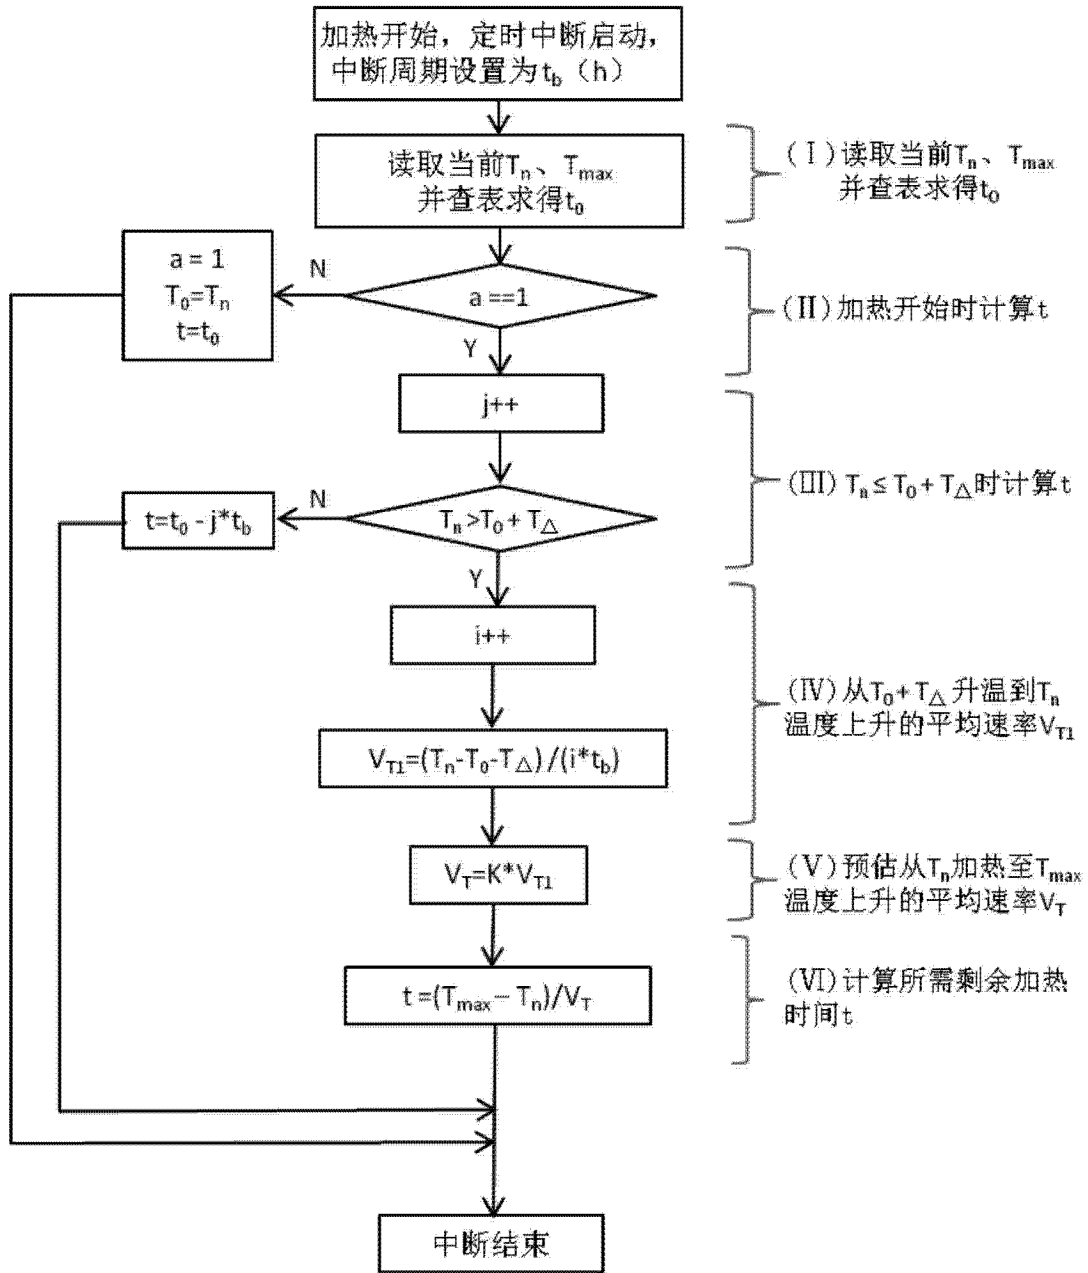 加热开始，定时中断启动，
中断周期设置为t_b（h）
读取当前T_n、T_max
并查表求得t_0
(Ⅰ)读取当前T_n、T_max
并查表求得t_0
a = 1
T_0=T_n
t=t_0
N
a ==1
(Ⅱ)加热开始时计算t
Y
j++
(Ⅲ) T_n ≤ T_0 + T_△时计算t
t=t_0 - j*t_b
N
T_n >T_0 + T_△
Y
i++
(Ⅳ)从T_0+ T_△升温到T_n
温度上升的平均速率V_T1
V_T1=(T_n-T_0-T_△)/(i*t_b)
V_T=K*V_T1
(Ⅴ)预估从T_n加热至T_max
温度上升的平均速率V_T
t =(T_max – T_n)/V_T
(Ⅵ)计算所需剩余加热
时间t
中断结束